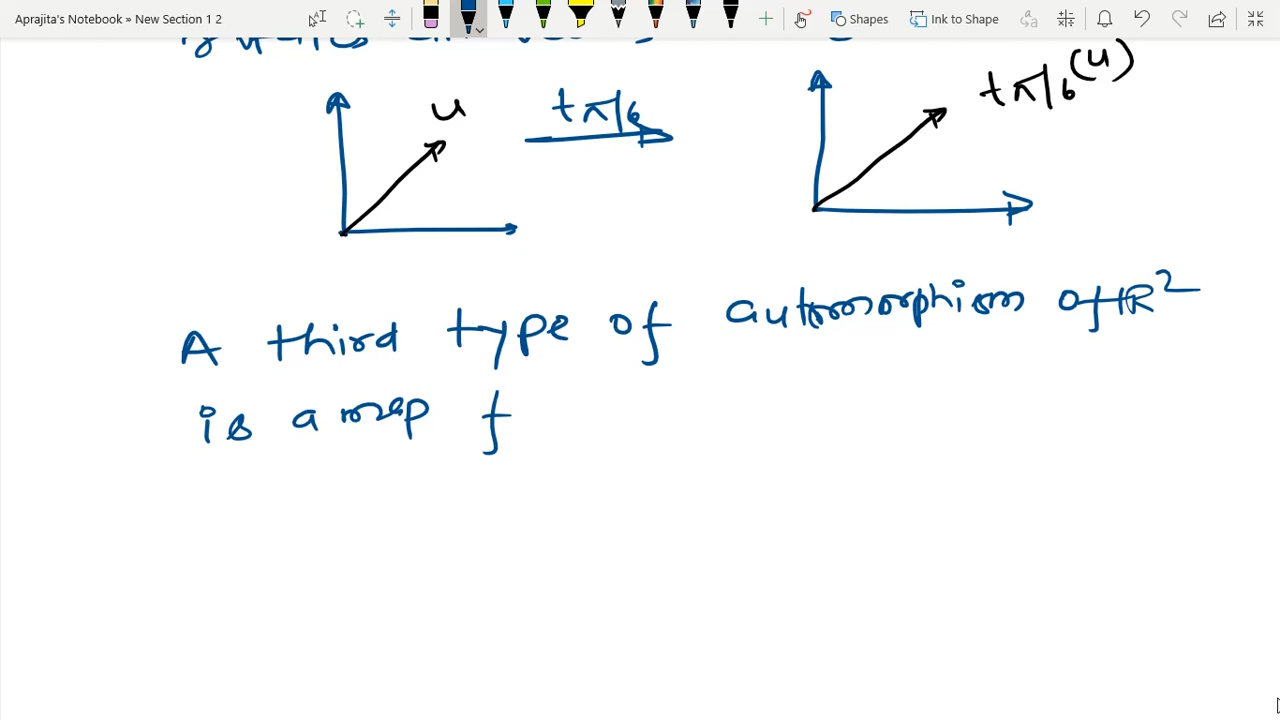 Aprajita's Notebook » New Section 1 2
Shapes
Ink to Shape
u
tπ/6
tπ/6(u)
A third type of automorphism of ℝ²
is a map f